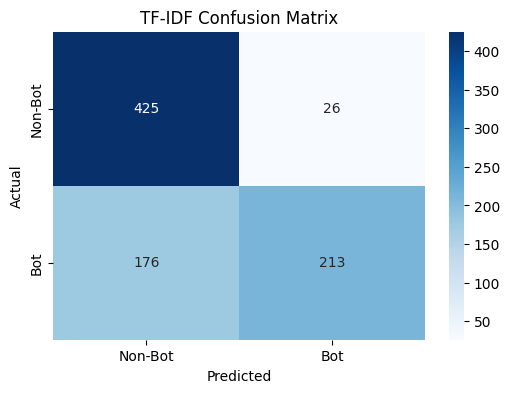 TF-IDF Confusion Matrix
Non-Bot
425
26
Actual
Bot
176
213
Non-Bot
Bot
Predicted
400
350
300
250
200
150
100
50